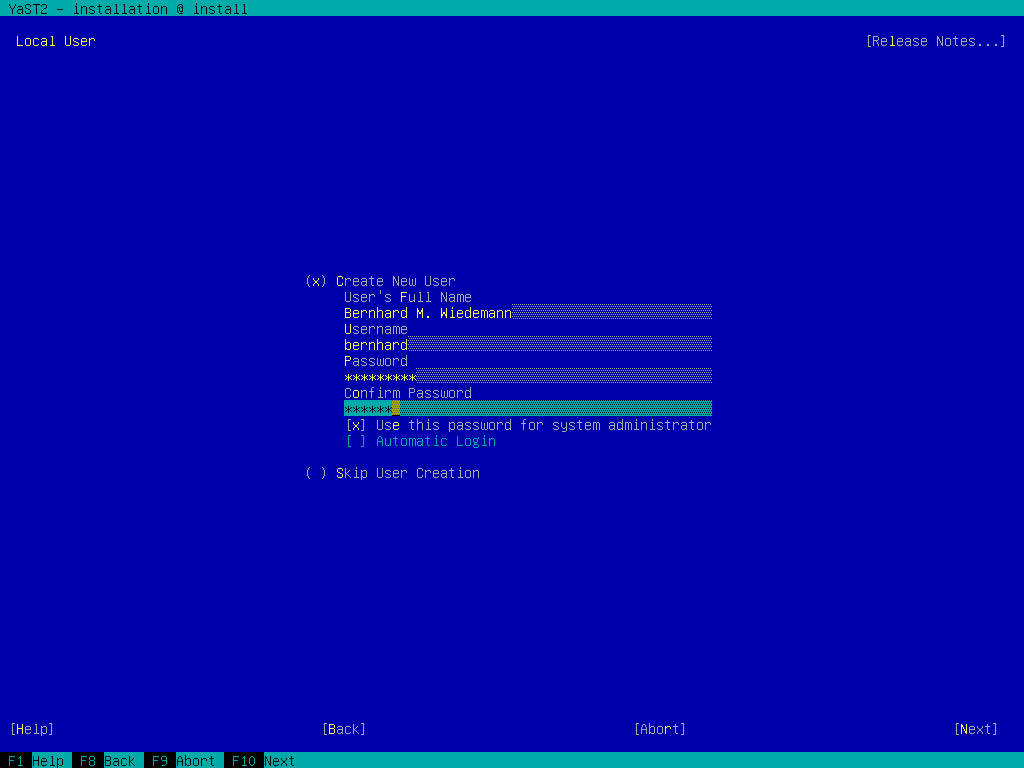 YaST2 - installation @ install
Local User [Release Notes...]
(x) Create New User
User's Full Name
Bernhard M. Wiedemann
Username
bernhard
Password
*********
Confirm Password
******
[x] Use this password for system administrator
[ ] Automatic Login
( ) Skip User Creation
[Help] [Back] [Abort] [Next]
F1 Help F8 Back F9 Abort F10 Next